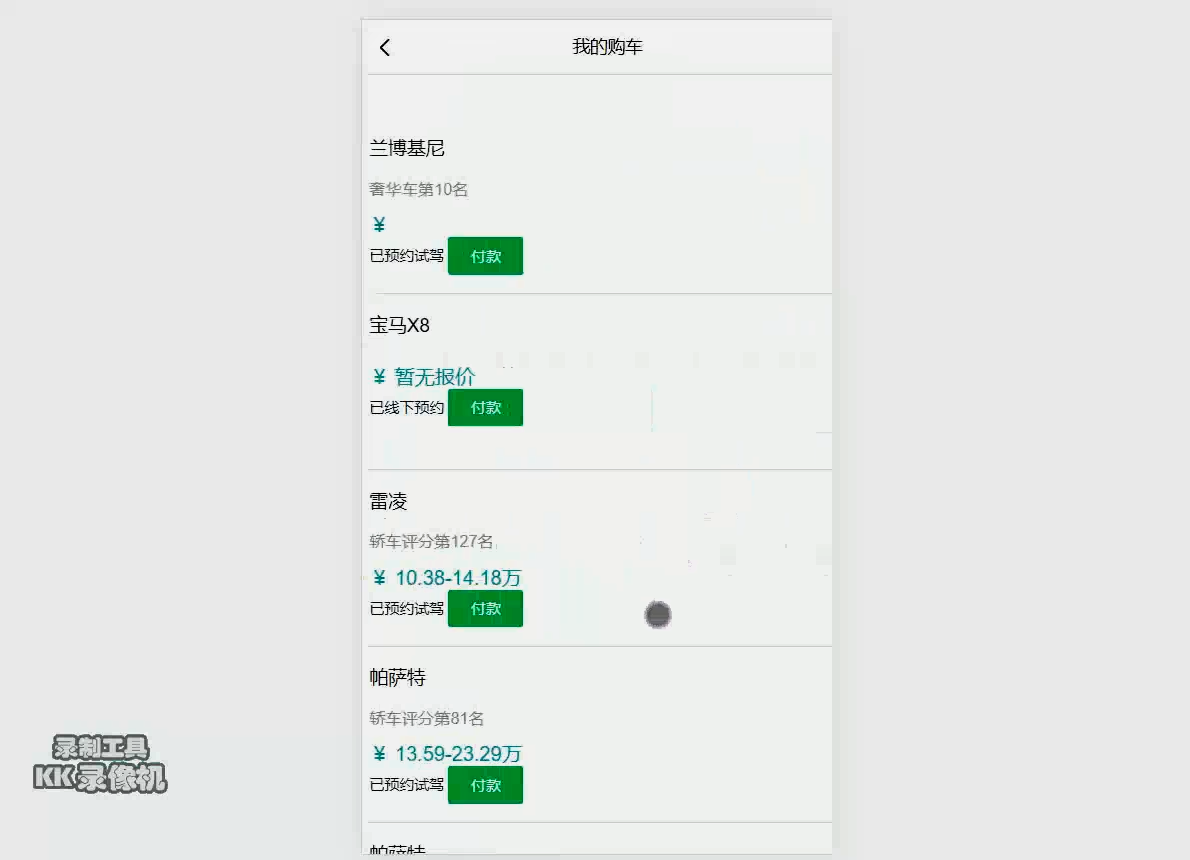 我的购车
兰博基尼
奢华车第10名
¥
已预约试驾 付款
宝马X8
¥ 暂无报价
已线下预约 付款
雷凌
轿车评分第127名
¥ 10.38-14.18万
已预约试驾 付款
帕萨特
轿车评分第81名
¥ 13.59-23.29万
已预约试驾 付款
帕萨特
录制工具
KK录像机